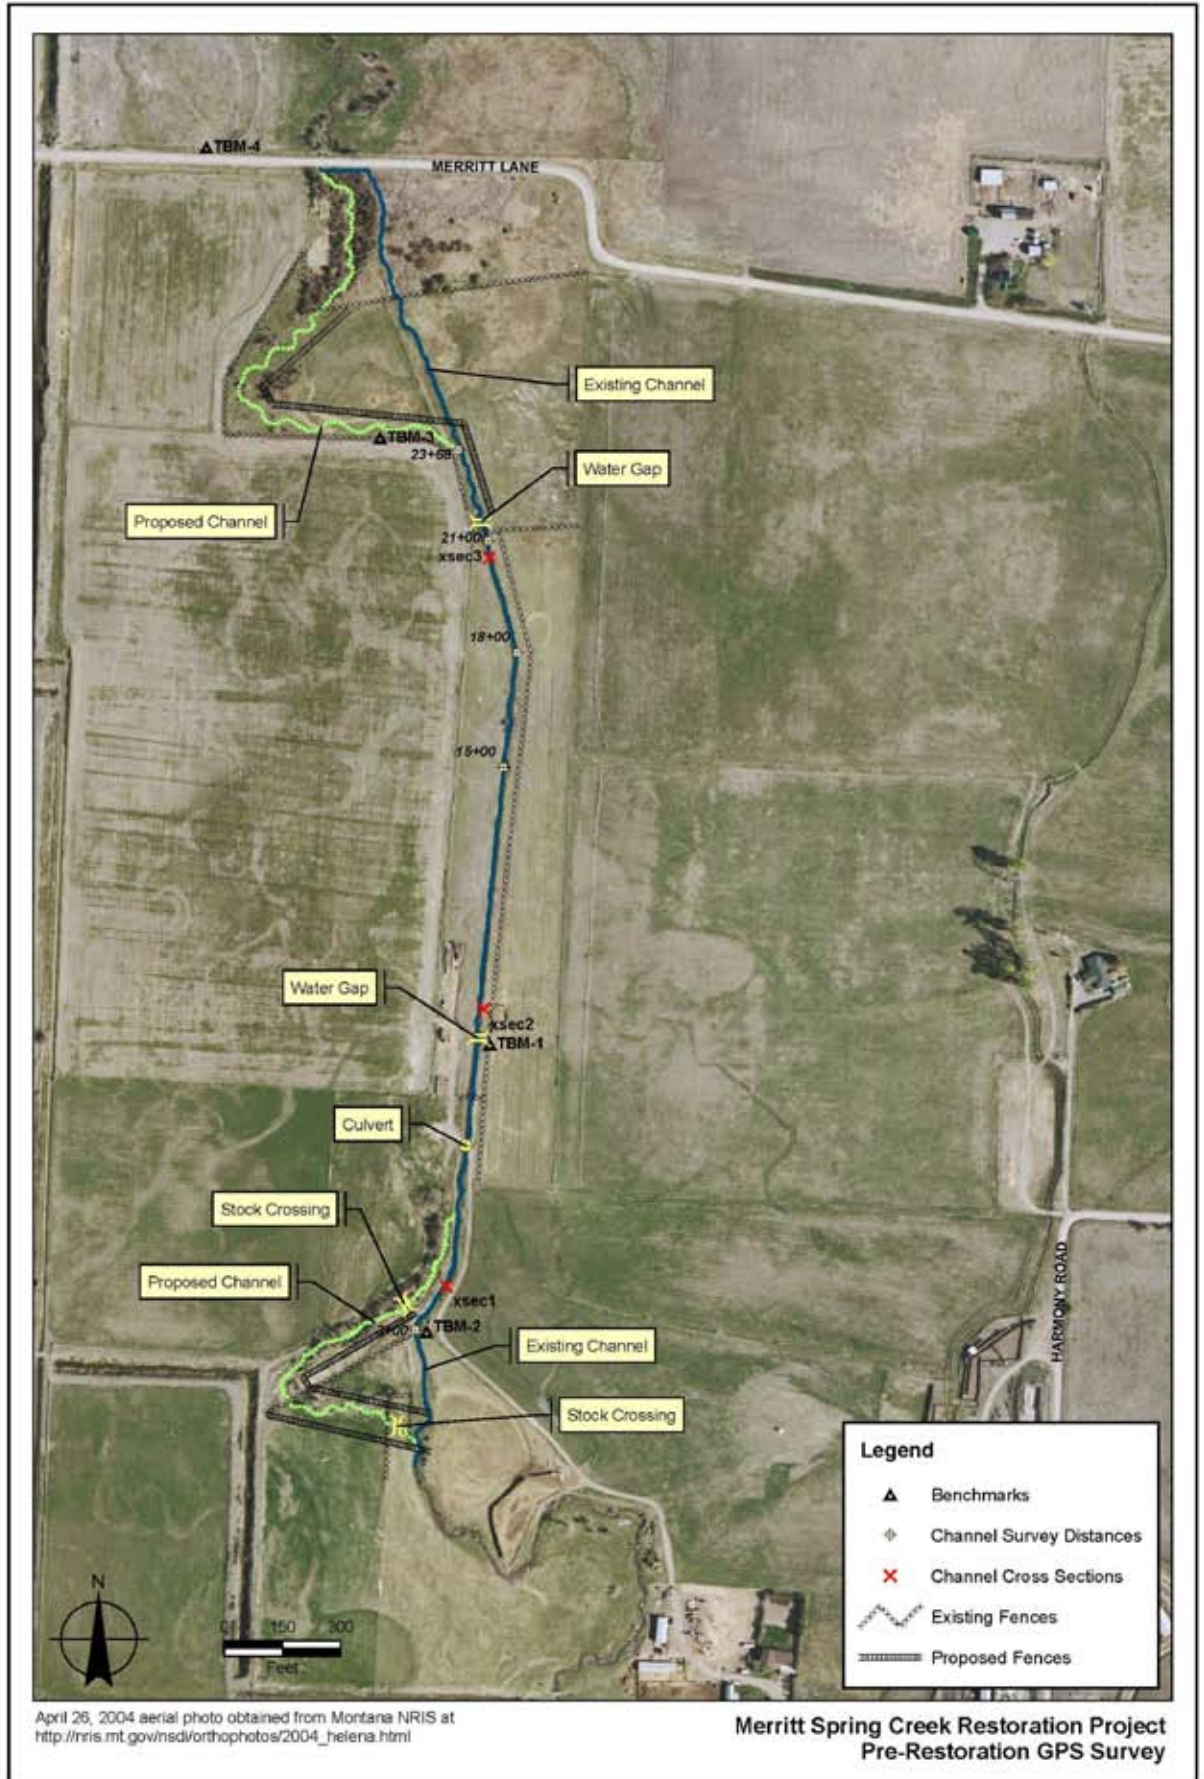 TBM-4
MERRITT LANE
Existing Channel
TBM-3
23+68
Water Gap
Proposed Channel
21+00
xsec3
18+00
15+00
Water Gap
xsec2
TBM-1
Culvert
Stock Crossing
Proposed Channel
xsec1
HARMONY ROAD
3+00
TBM-2
Existing Channel
Stock Crossing
Legend
Benchmarks
Channel Survey Distances
Channel Cross Sections
Existing Fences
Proposed Fences
N
0 150 300
Feet
April 26, 2004 aerial photo obtained from Montana NRIS at
http://nris.mt.gov/nsdi/orthophotos/2004_helena.html
Merritt Spring Creek Restoration Project
Pre-Restoration GPS Survey